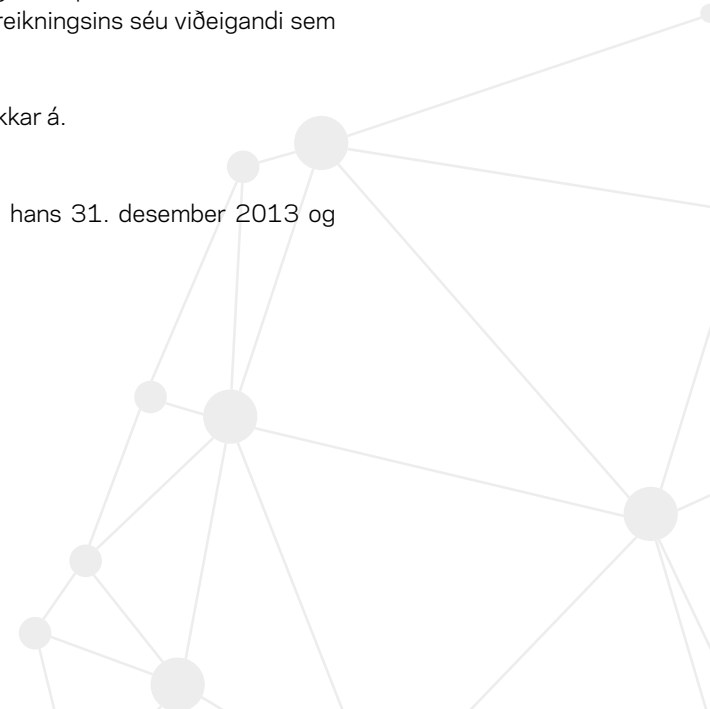 reikningsins séu viðeigandi sem
kkar á.
hans 31. desember 2013 og